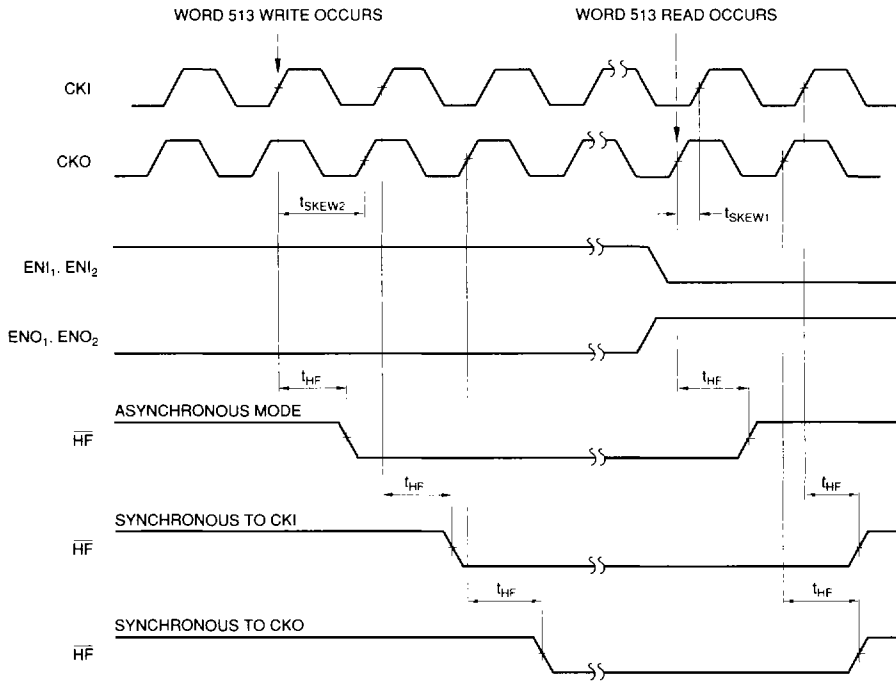 WORD 513 WRITE OCCURS WORD 513 READ OCCURS
CKI
CKO
tSKEW2 tSKEW1
ENI1, ENI2
ENO1, ENO2
tHF tHF
ASYNCHRONOUS MODE
HF
tHF tHF
SYNCHRONOUS TO CKI
HF
tHF tHF
SYNCHRONOUS TO CKO
HF